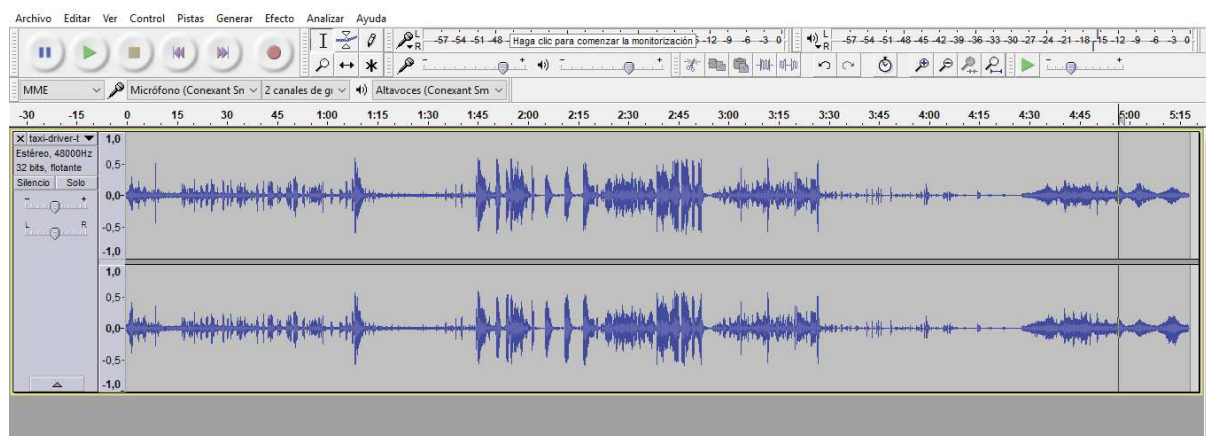 Archivo Editar Ver Control Pistas Generar Efecto Analizar Ayuda
L R -57 -54 -51 -48 Haga clic para comenzar la monitorización -12 -9 -6 -3 0
L R -57 -54 -51 -48 -45 -42 -39 -36 -33 -30 -27 -24 -21 -18 -15 -12 -9 -6 -3 0
MME Micrófono (Conexant Sn 2 canales de gr Altavoces (Conexant Sm
-30 -15 0 15 30 45 1:00 1:15 1:30 1:45 2:00 2:15 2:30 2:45 3:00 3:15 3:30 3:45 4:00 4:15 4:30 4:45 5:00 5:15
X taxi-driver-t
Estéreo, 48000Hz
32 bits, flotante
Silencio Solo
- +
L R
1,0
0,5
0,0
-0,5
-1,0
1,0
0,5
0,0
-0,5
-1,0